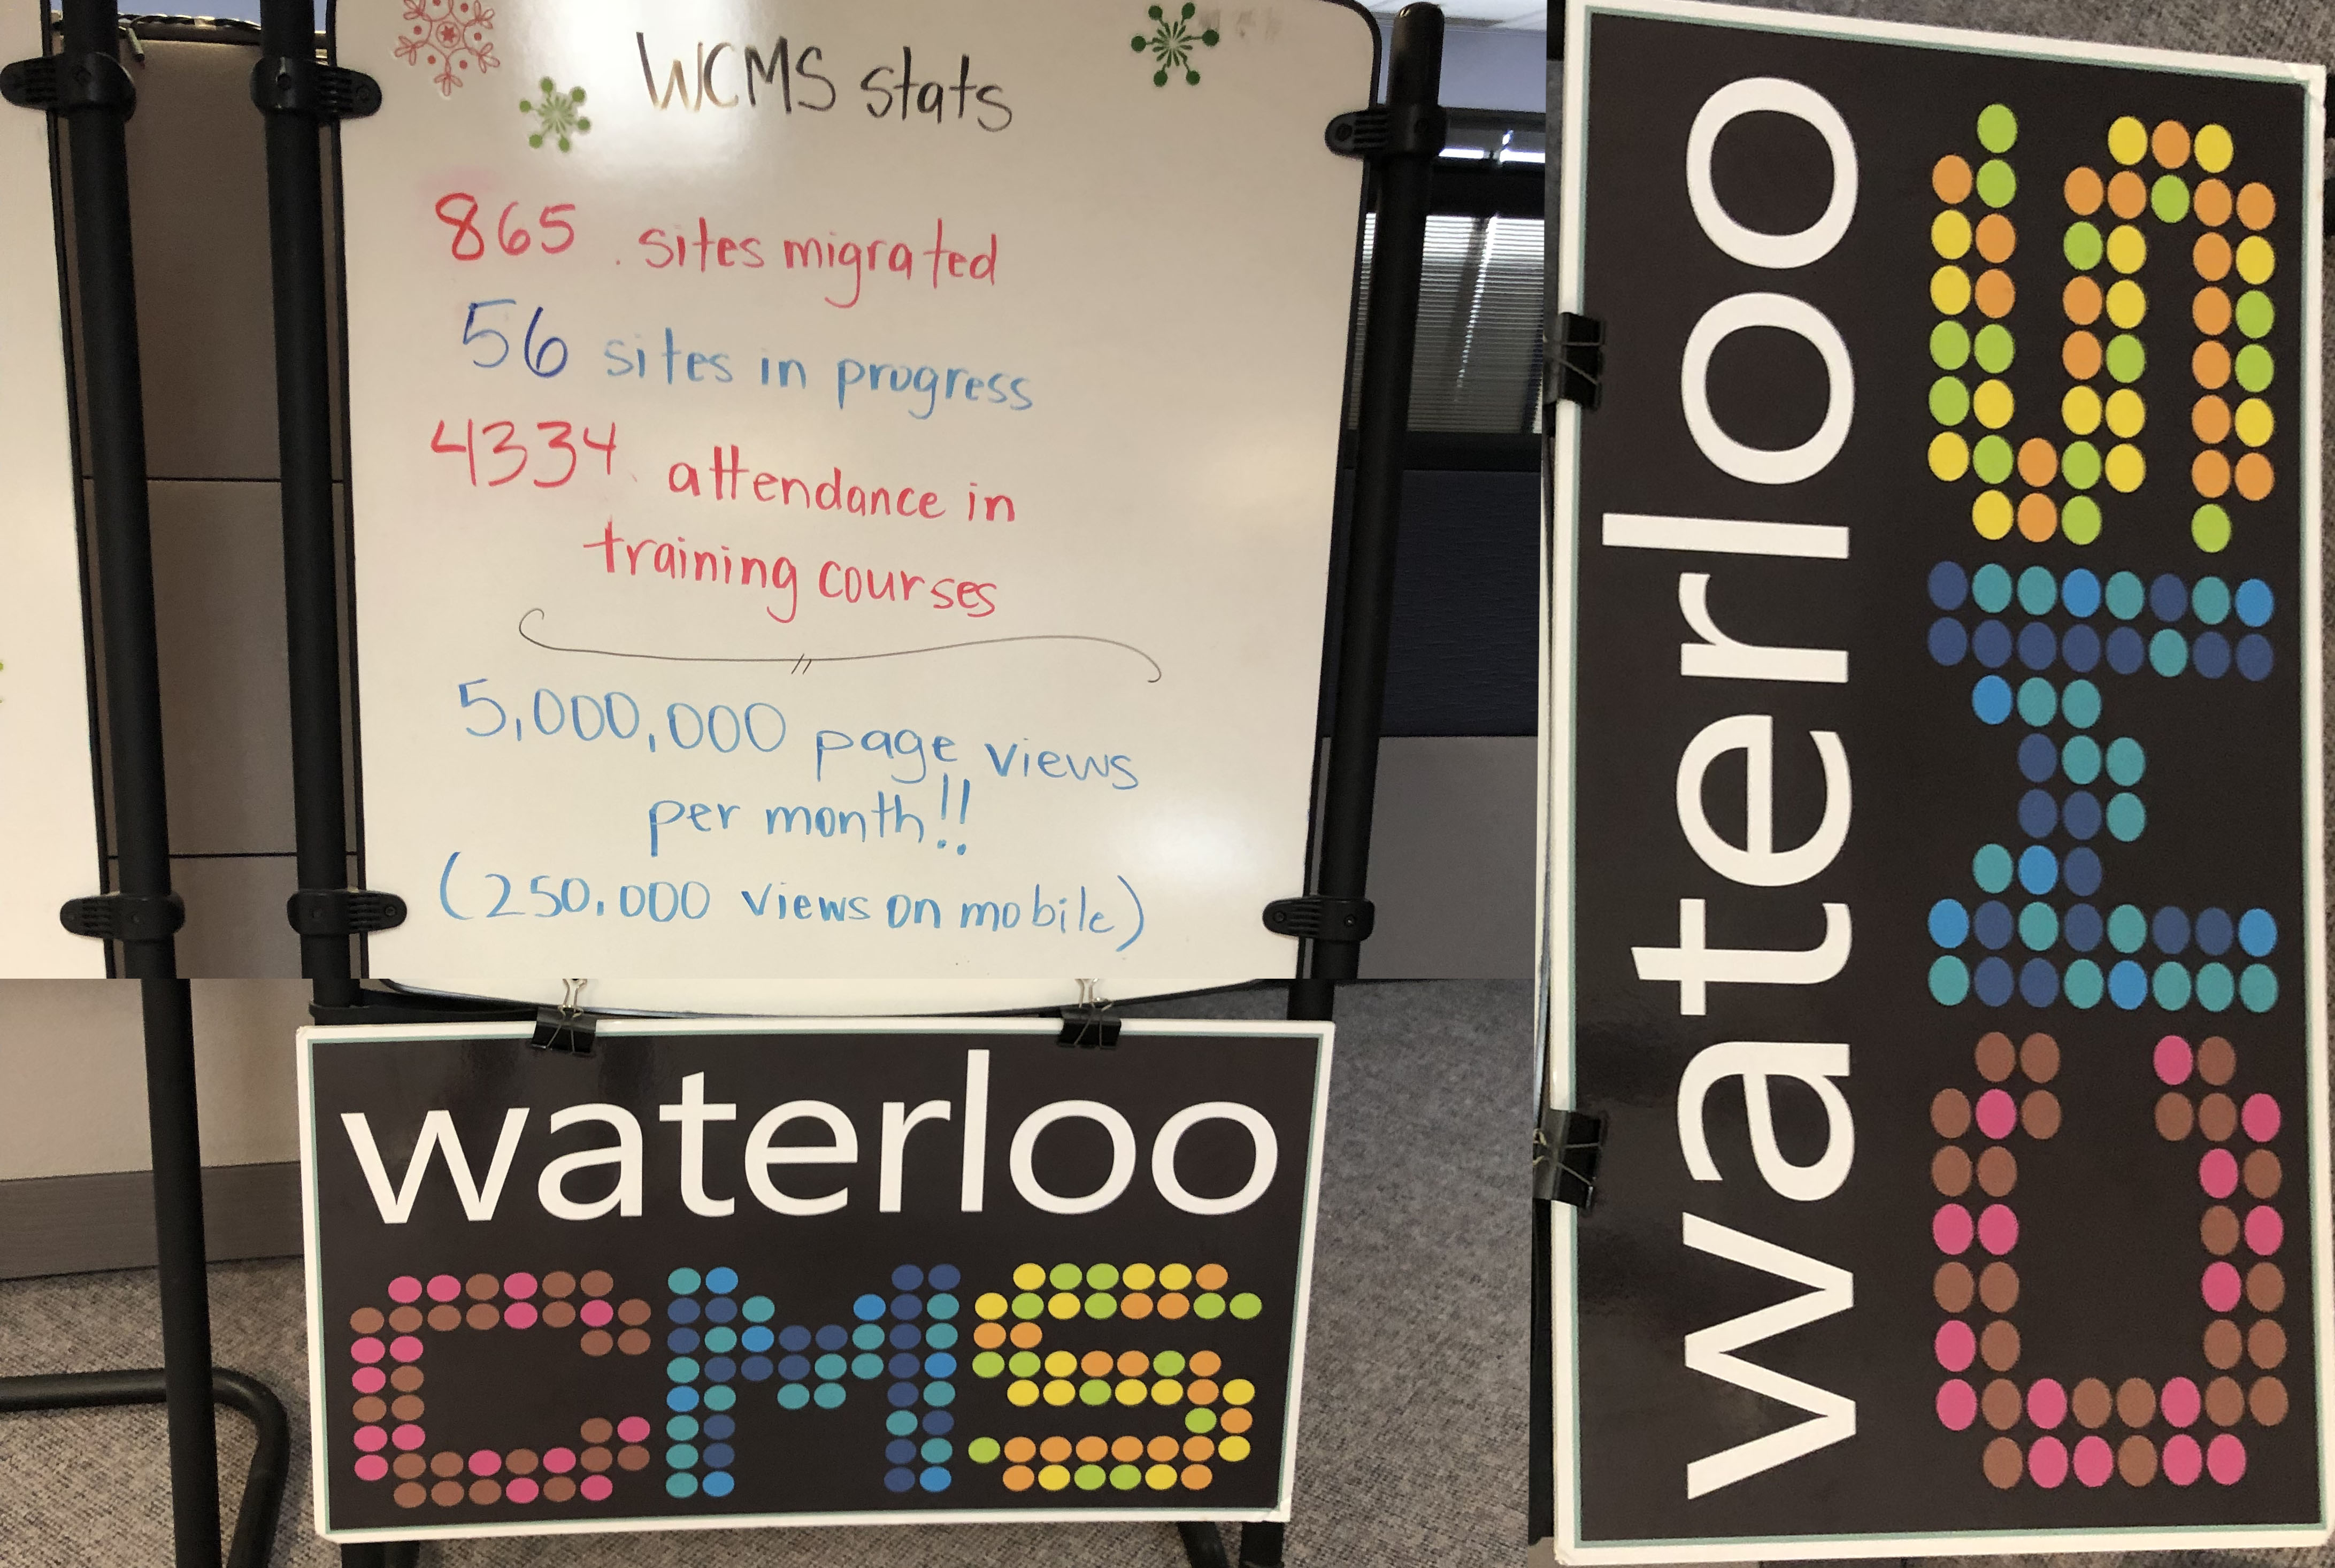 WCMS stats
865 sites migrated
56 sites in progress
4334 attendance in
training courses
5,000,000 page views
per month!!
(250,000 views on mobile)
waterloo
CMS
waterloo
CMS